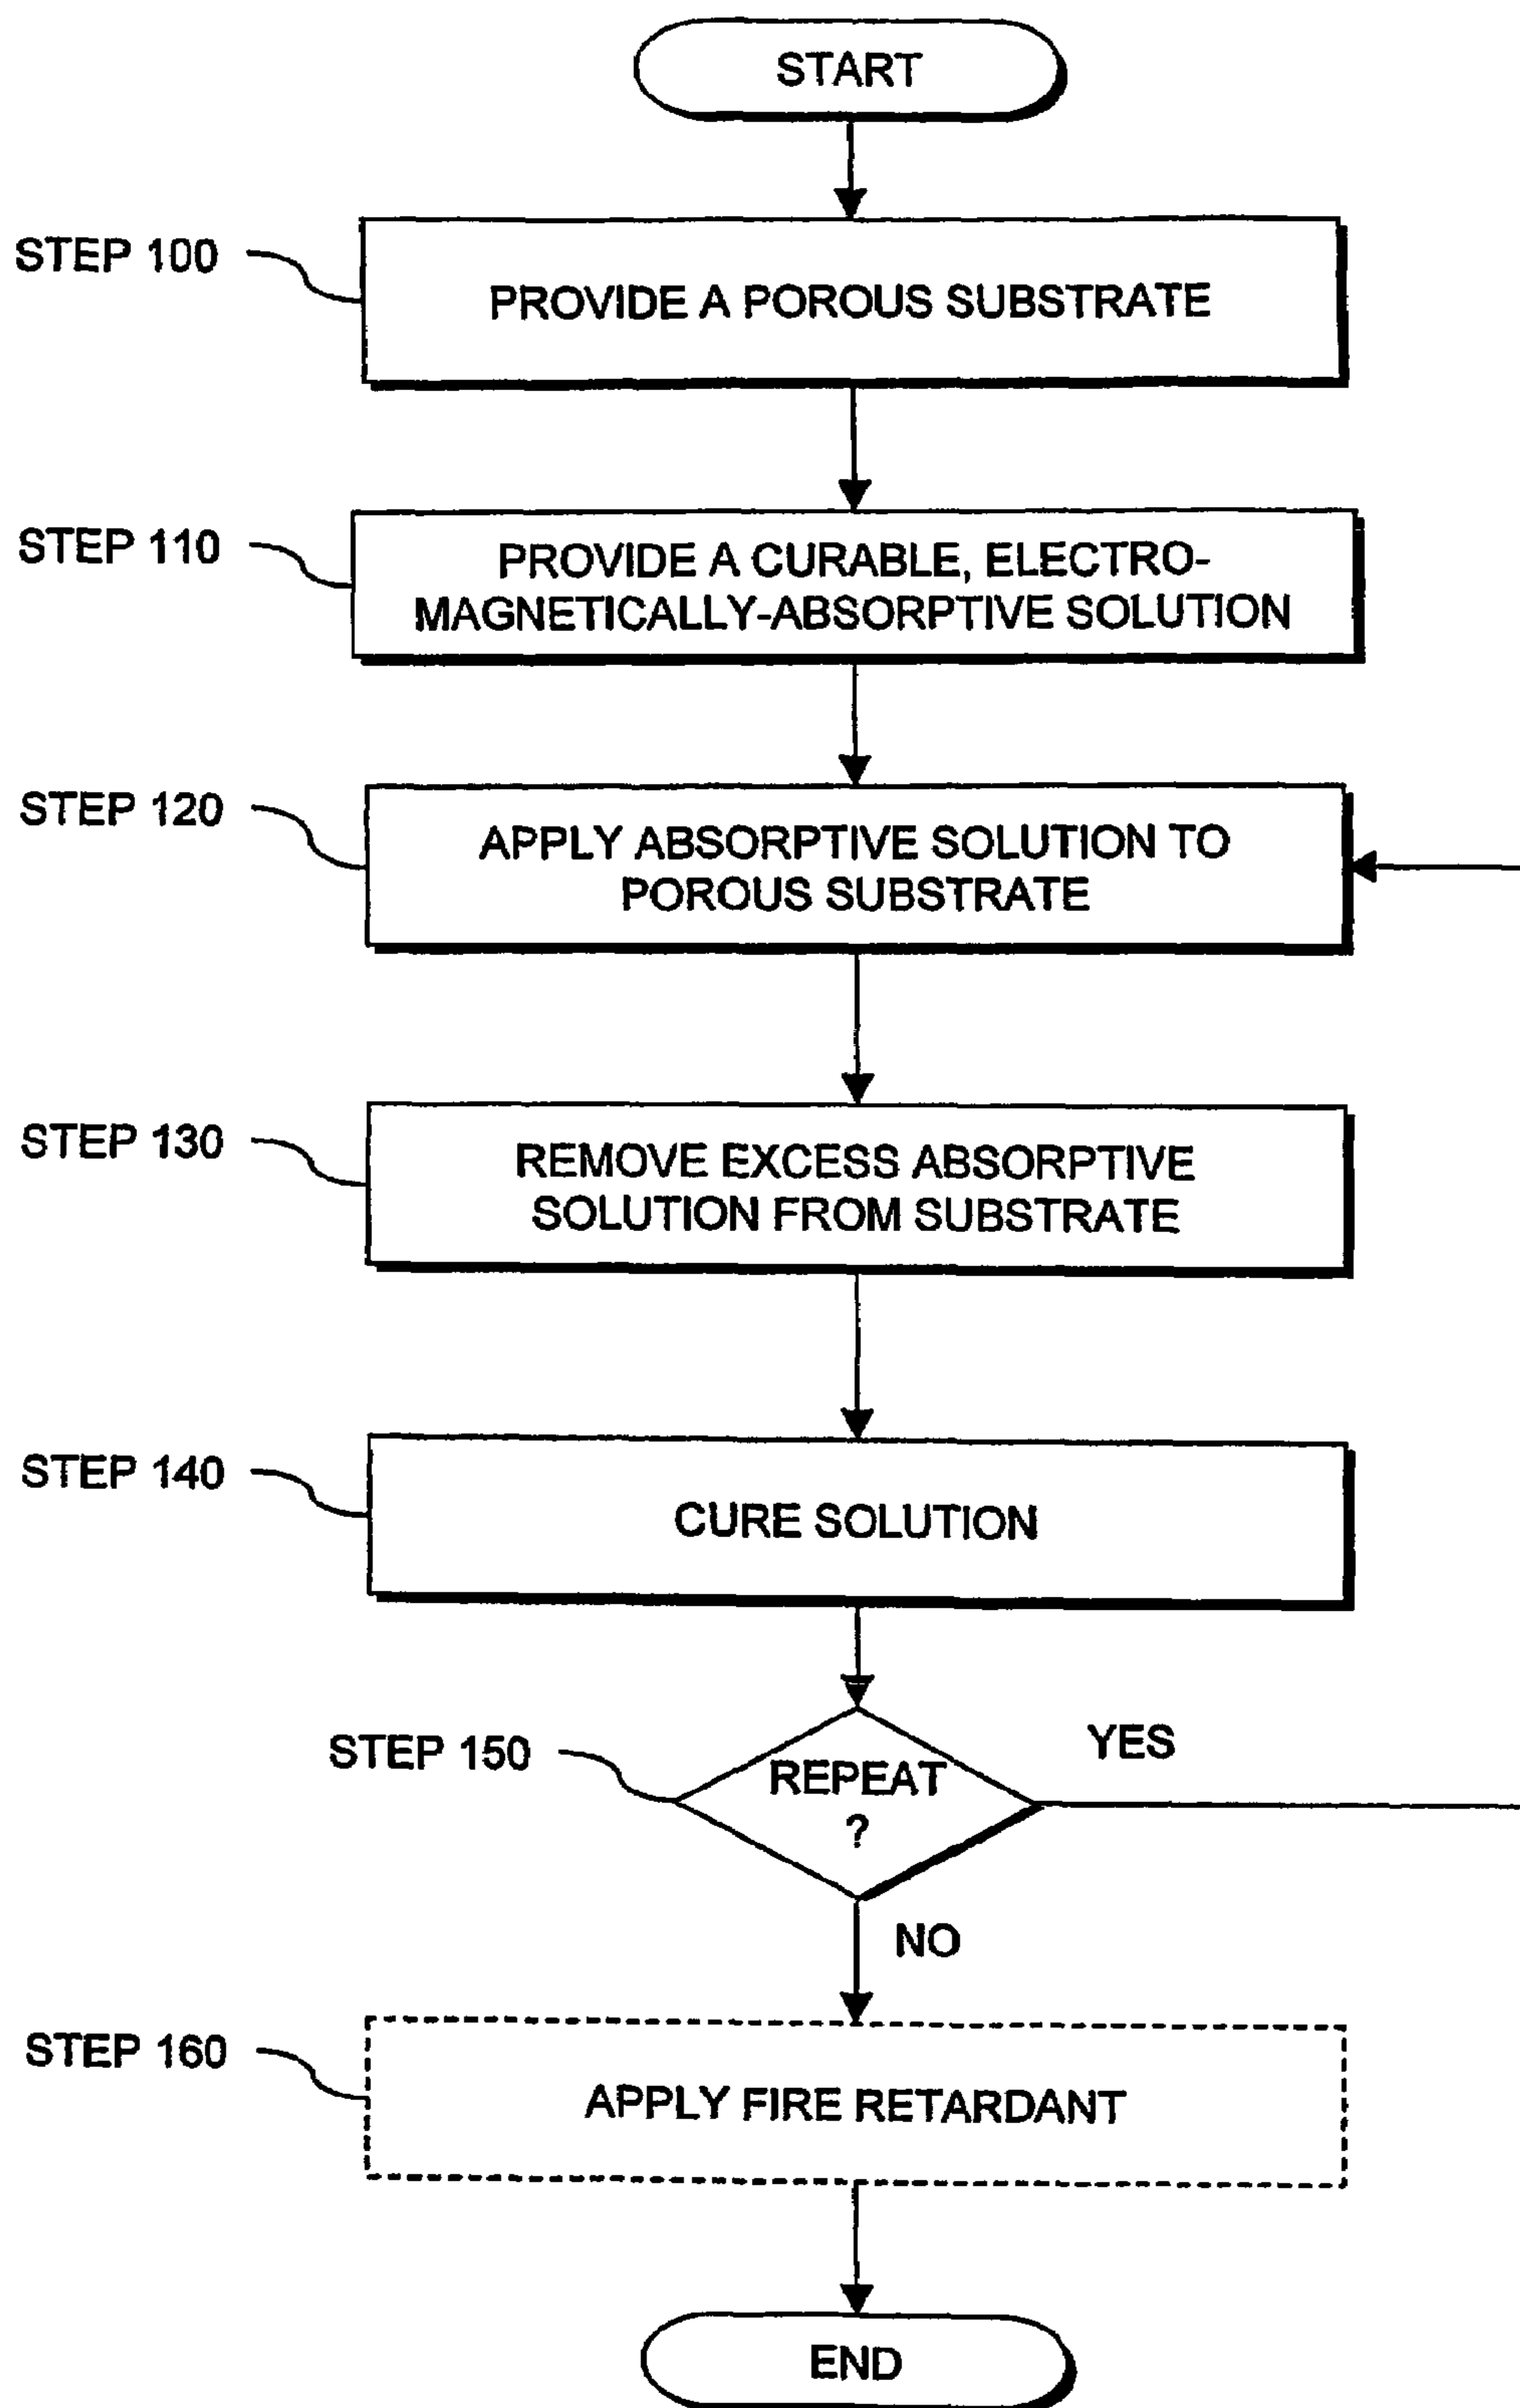 START
STEP 100
PROVIDE A POROUS SUBSTRATE
STEP 110
PROVIDE A CURABLE, ELECTRO-
MAGNETICALLY-ABSORPTIVE SOLUTION
STEP 120
APPLY ABSORPTIVE SOLUTION TO
POROUS SUBSTRATE
STEP 130
REMOVE EXCESS ABSORPTIVE
SOLUTION FROM SUBSTRATE
STEP 140
CURE SOLUTION
STEP 150
REPEAT
?
YES
NO
STEP 160
APPLY FIRE RETARDANT
END